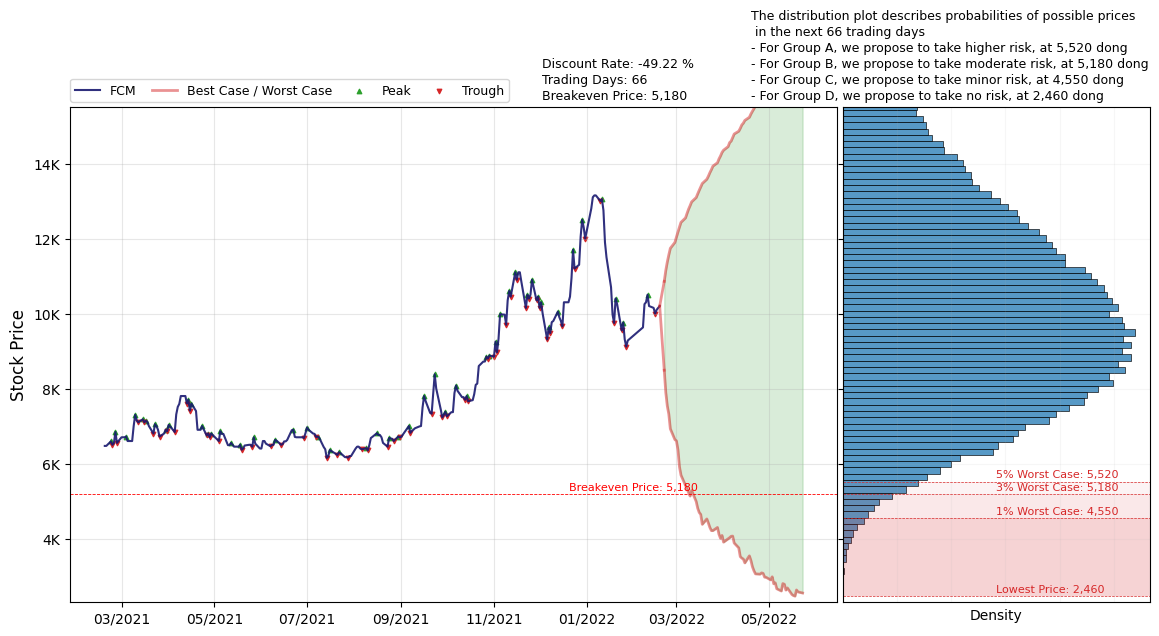 The distribution plot describes probabilities of possible prices
in the next 66 trading days
- For Group A, we propose to take higher risk, at 5,520 dong
- For Group B, we propose to take moderate risk, at 5,180 dong
- For Group C, we propose to take minor risk, at 4,550 dong
- For Group D, we propose to take no risk, at 2,460 dong
Discount Rate: -49.22 %
Trading Days: 66
Breakeven Price: 5,180
FCM
Best Case / Worst Case
Peak
Trough
Stock Price
14K
12K
10K
8K
6K
4K
Breakeven Price: 5,180
03/2021
05/2021
07/2021
09/2021
11/2021
01/2022
03/2022
05/2022
5% Worst Case: 5,520
3% Worst Case: 5,180
1% Worst Case: 4,550
Lowest Price: 2,460
Density